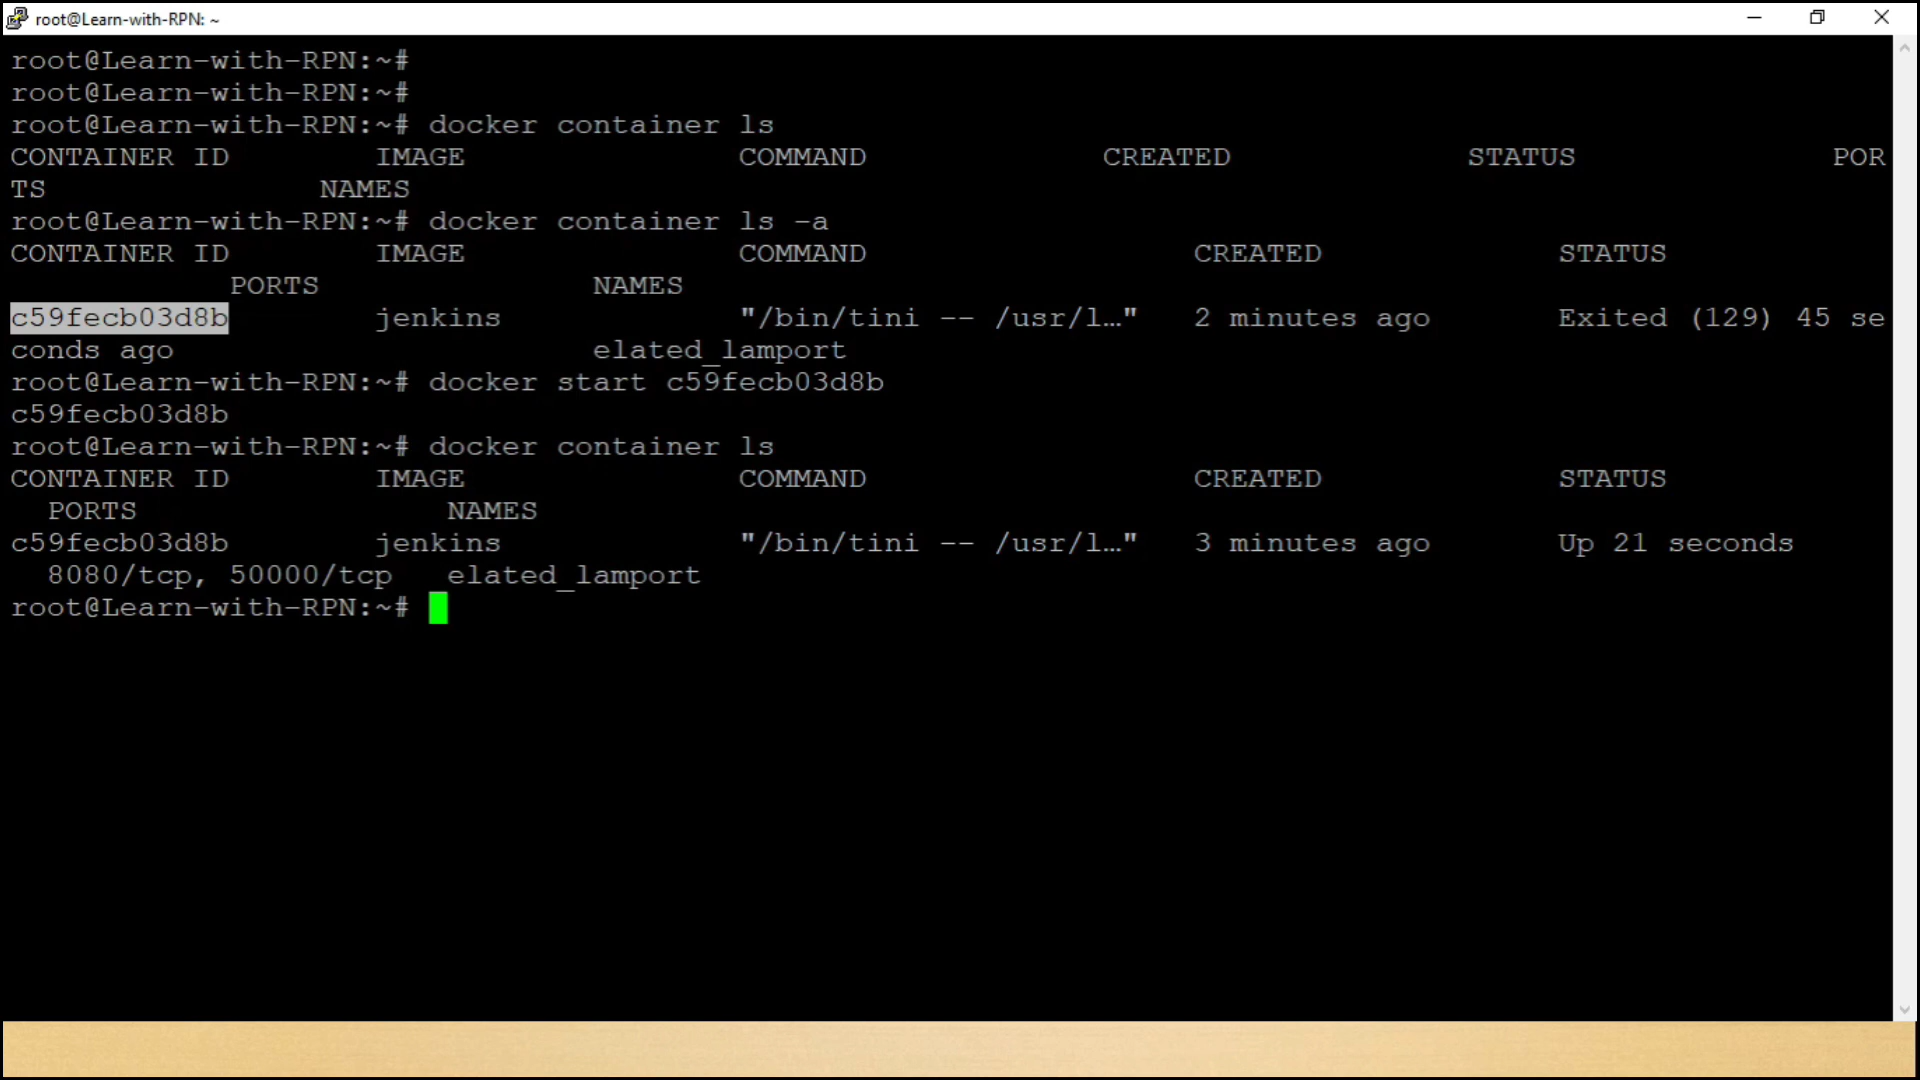 root@Learn-with-RPN: ~
root@Learn-with-RPN:~#
root@Learn-with-RPN:~#
root@Learn-with-RPN:~# docker container ls
CONTAINER ID        IMAGE               COMMAND             CREATED             STATUS              POR
TS                 NAMES
root@Learn-with-RPN:~# docker container ls -a
CONTAINER ID        IMAGE               COMMAND                  CREATED             STATUS
            PORTS               NAMES
c59fecb03d8b        jenkins             "/bin/tini -- /usr/l…"   2 minutes ago       Exited (129) 45 se
conds ago                       elated_lamport
root@Learn-with-RPN:~# docker start c59fecb03d8b
c59fecb03d8b
root@Learn-with-RPN:~# docker container ls
CONTAINER ID        IMAGE               COMMAND                  CREATED             STATUS
  PORTS                 NAMES
c59fecb03d8b        jenkins             "/bin/tini -- /usr/l…"   3 minutes ago       Up 21 seconds
  8080/tcp, 50000/tcp   elated_lamport
root@Learn-with-RPN:~#